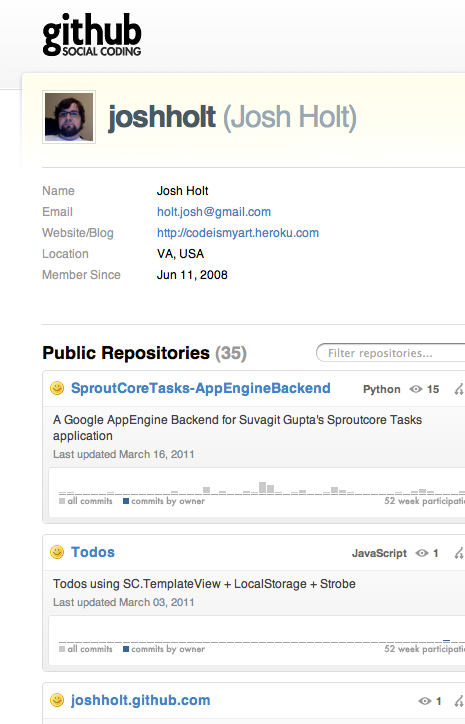 github
SOCIAL CODING
joshholt (Josh Holt)
Name Josh Holt
Email holt.josh@gmail.com
Website/Blog http://codeismyart.heroku.com
Location VA, USA
Member Since Jun 11, 2008
Public Repositories (35) Filter repositories...
SproutCoreTasks-AppEngineBackend Python 15
A Google AppEngine Backend for Suvagit Gupta's Sproutcore Tasks
application
Last updated March 16, 2011
all commits commits by owner 52 week participati
Todos JavaScript 1
Todos using SC.TemplateView + LocalStorage + Strobe
Last updated March 03, 2011
all commits commits by owner 52 week participati
joshholt.github.com 1